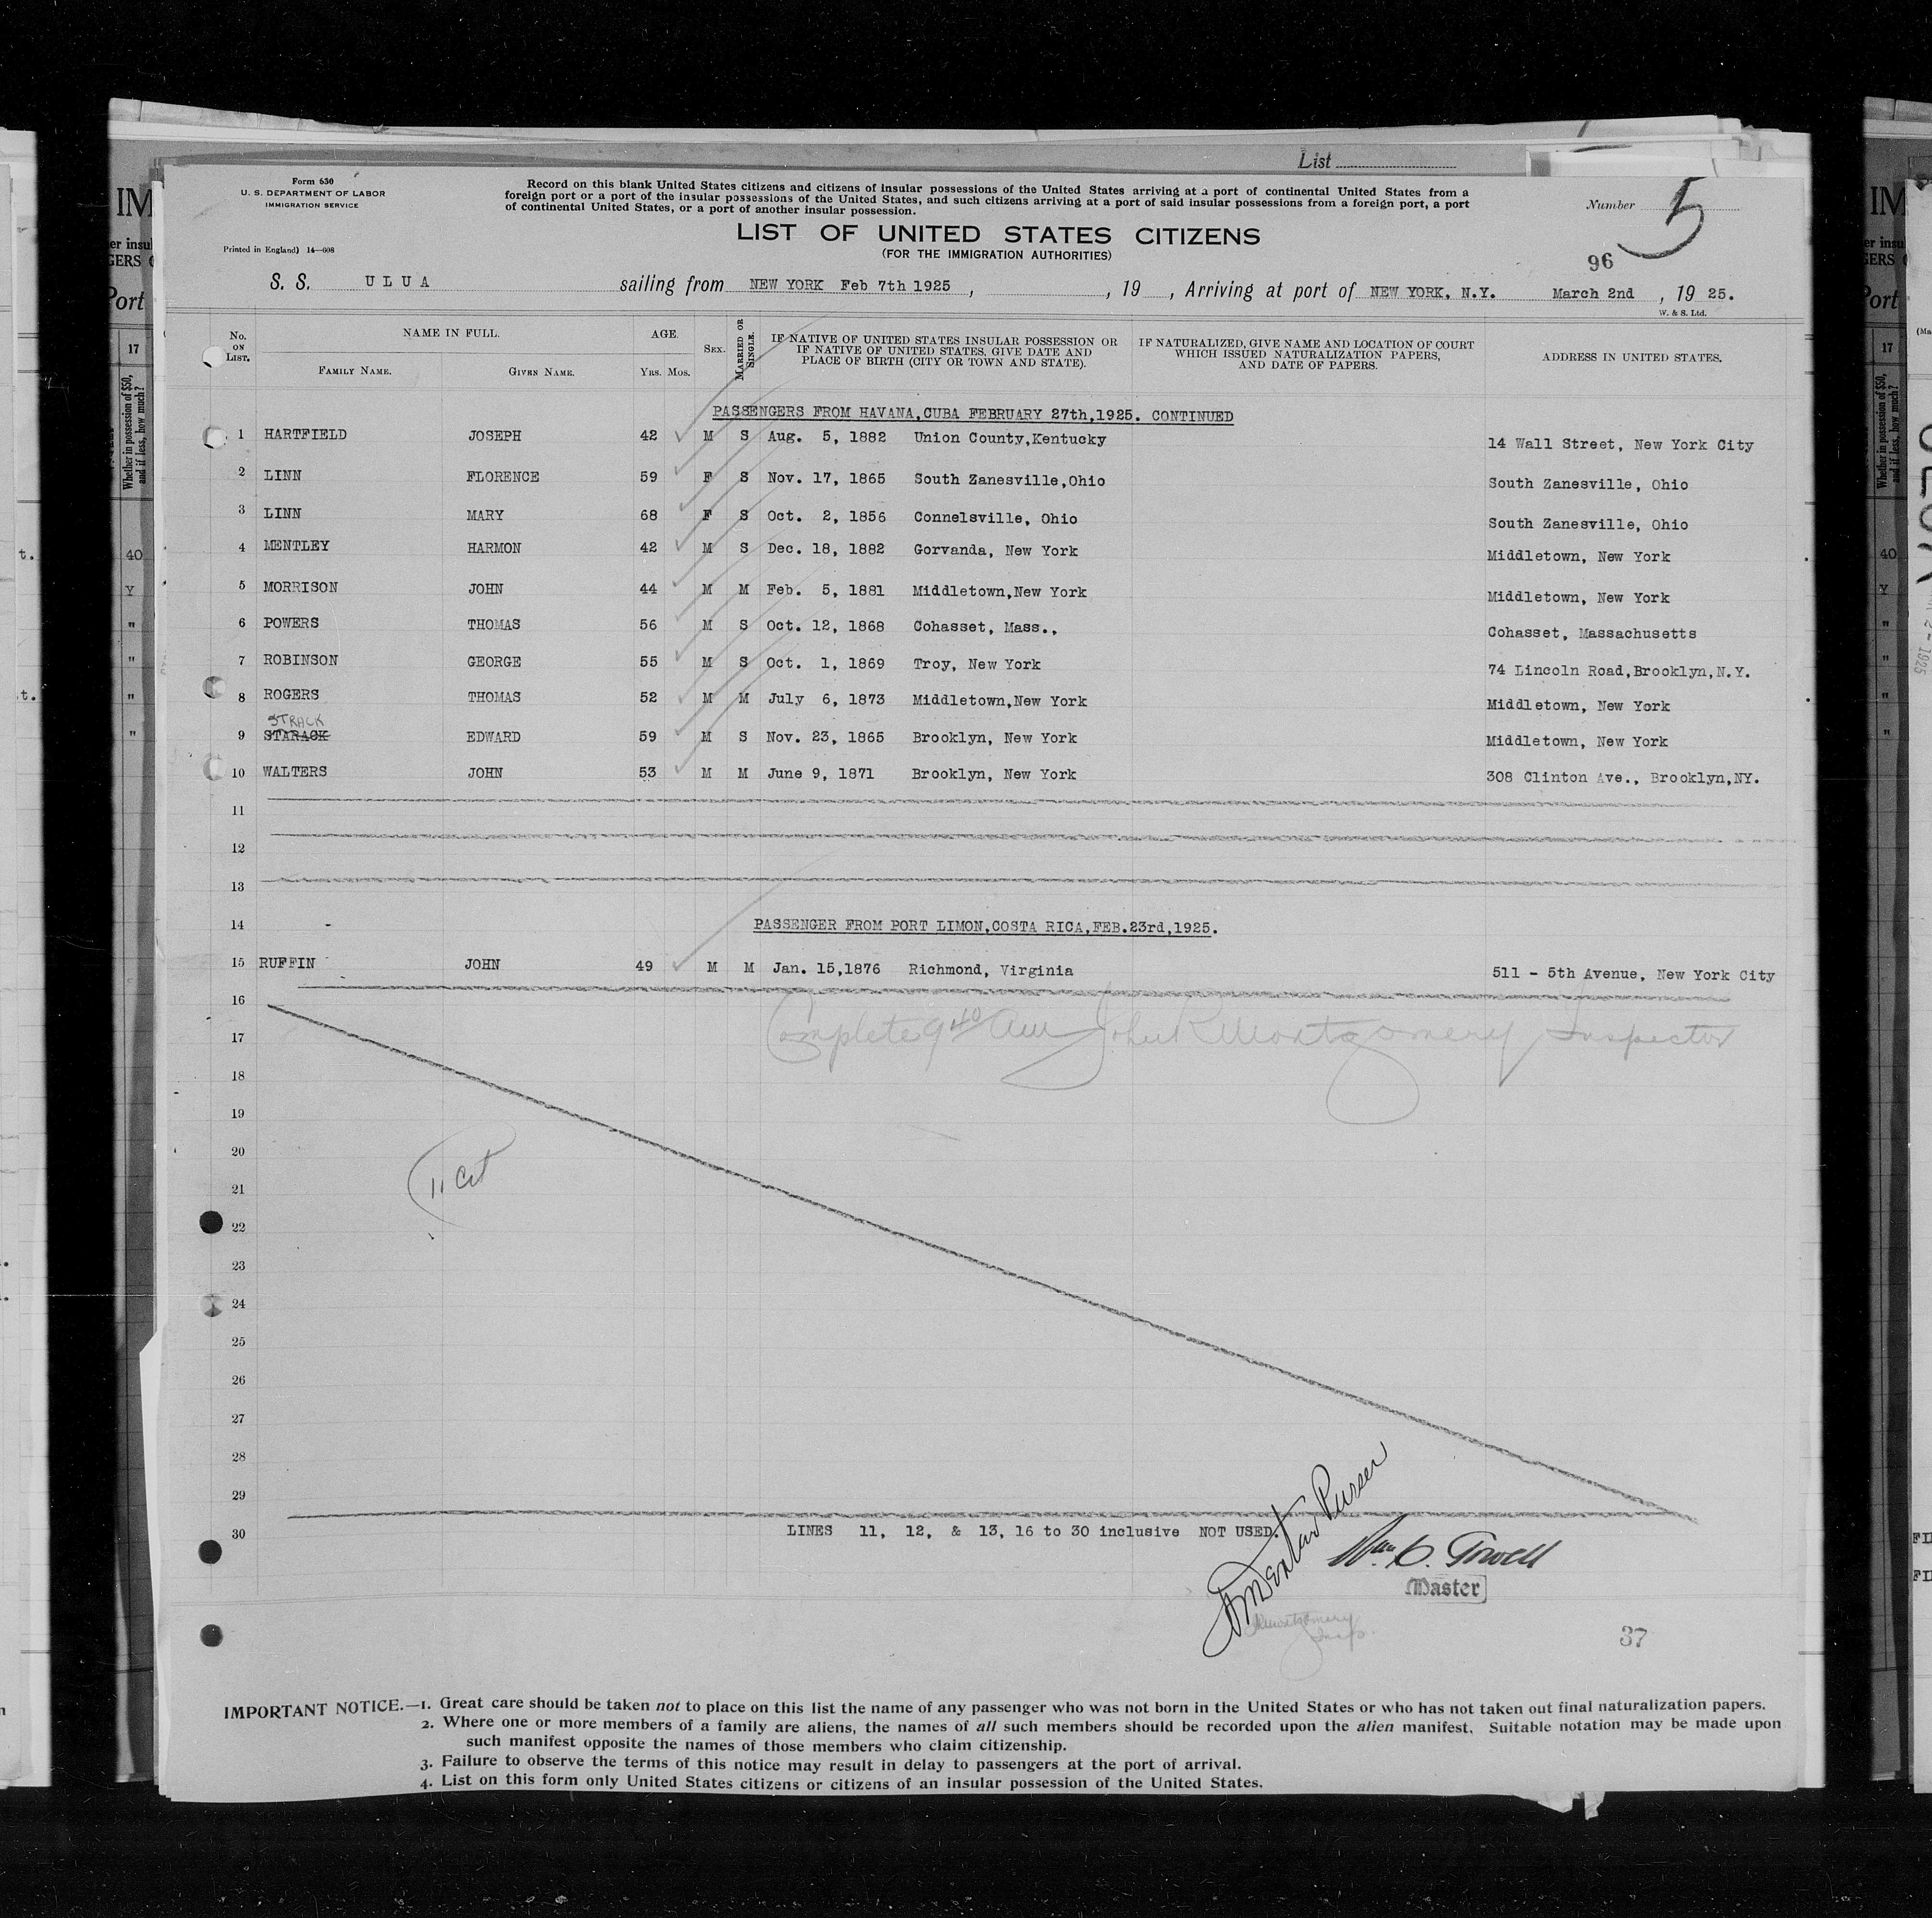 List
Form 630
U. S. DEPARTMENT OF LABOR
IMMIGRATION SERVICE
Printed in England) 14—608
Record on this blank United States citizens and citizens of insular possessions of the United States arriving at a port of continental United States from a
foreign port or a port of the insular possessions of the United States, and such citizens arriving at a port of said insular possessions from a foreign port, a port
of continental United States, or a port of another insular possession.
Number 5
LIST OF UNITED STATES CITIZENS
(FOR THE IMMIGRATION AUTHORITIES)
96
S. S. ULUA sailing from NEW YORK Feb 7th 1925 , , 19 , Arriving at port of NEW YORK, N.Y. March 2nd , 19 25.
W. & S. Ltd.
No. ON LIST. NAME IN FULL. FAMILY NAME. GIVEN NAME. AGE. YRS. MOS. SEX. MARRIED OR SINGLE. IF NATIVE OF UNITED STATES INSULAR POSSESSION OR IF NATIVE OF UNITED STATES, GIVE DATE AND PLACE OF BIRTH (CITY OR TOWN AND STATE). IF NATURALIZED, GIVE NAME AND LOCATION OF COURT WHICH ISSUED NATURALIZATION PAPERS, AND DATE OF PAPERS. ADDRESS IN UNITED STATES.
PASSENGERS FROM HAVANA,CUBA FEBRUARY 27th,1925. CONTINUED
1 HARTFIELD JOSEPH 42 M S Aug. 5, 1882 Union County,Kentucky 14 Wall Street, New York City
2 LINN FLORENCE 59 F S Nov. 17, 1865 South Zanesville,Ohio South Zanesville, Ohio
3 LINN MARY 68 F S Oct. 2, 1856 Connelsville, Ohio South Zanesville, Ohio
4 MENTLEY HARMON 42 M S Dec. 18, 1882 Gorvanda, New York Middletown, New York
5 MORRISON JOHN 44 M M Feb. 5, 1881 Middletown,New York Middletown, New York
6 POWERS THOMAS 56 M S Oct. 12, 1868 Cohasset, Mass., Cohasset, Massachusetts
7 ROBINSON GEORGE 55 M S Oct. 1, 1869 Troy, New York 74 Lincoln Road,Brooklyn,N.Y.
8 ROGERS THOMAS 52 M M July 6, 1873 Middletown,New York Middletown, New York
STRACK
9 STARACK EDWARD 59 M S Nov. 23, 1865 Brooklyn, New York Middletown, New York
10 WALTERS JOHN 53 M M June 9, 1871 Brooklyn, New York 308 Clinton Ave., Brooklyn,NY.
11
12
13
14 PASSENGER FROM PORT LIMON,COSTA RICA,FEB.23rd,1925.
15 RUFFIN JOHN 49 M M Jan. 15,1876 Richmond, Virginia 511 - 5th Avenue, New York City
16
17 Complete 9 40 am John R Montgomery Inspector
18
19
20
21
22
23
24
25
26
27
28
29
30 LINES 11, 12, & 13, 16 to 30 inclusive NOT USED.
Purser
Master
Montgomery
Insp.
37
IMPORTANT NOTICE.—1. Great care should be taken not to place on this list the name of any passenger who was not born in the United States or who has not taken out final naturalization papers.
2. Where one or more members of a family are aliens, the names of all such members should be recorded upon the alien manifest. Suitable notation may be made upon
such manifest opposite the names of those members who claim citizenship.
3. Failure to observe the terms of this notice may result in delay to passengers at the port of arrival.
4. List on this form only United States citizens or citizens of an insular possession of the United States.